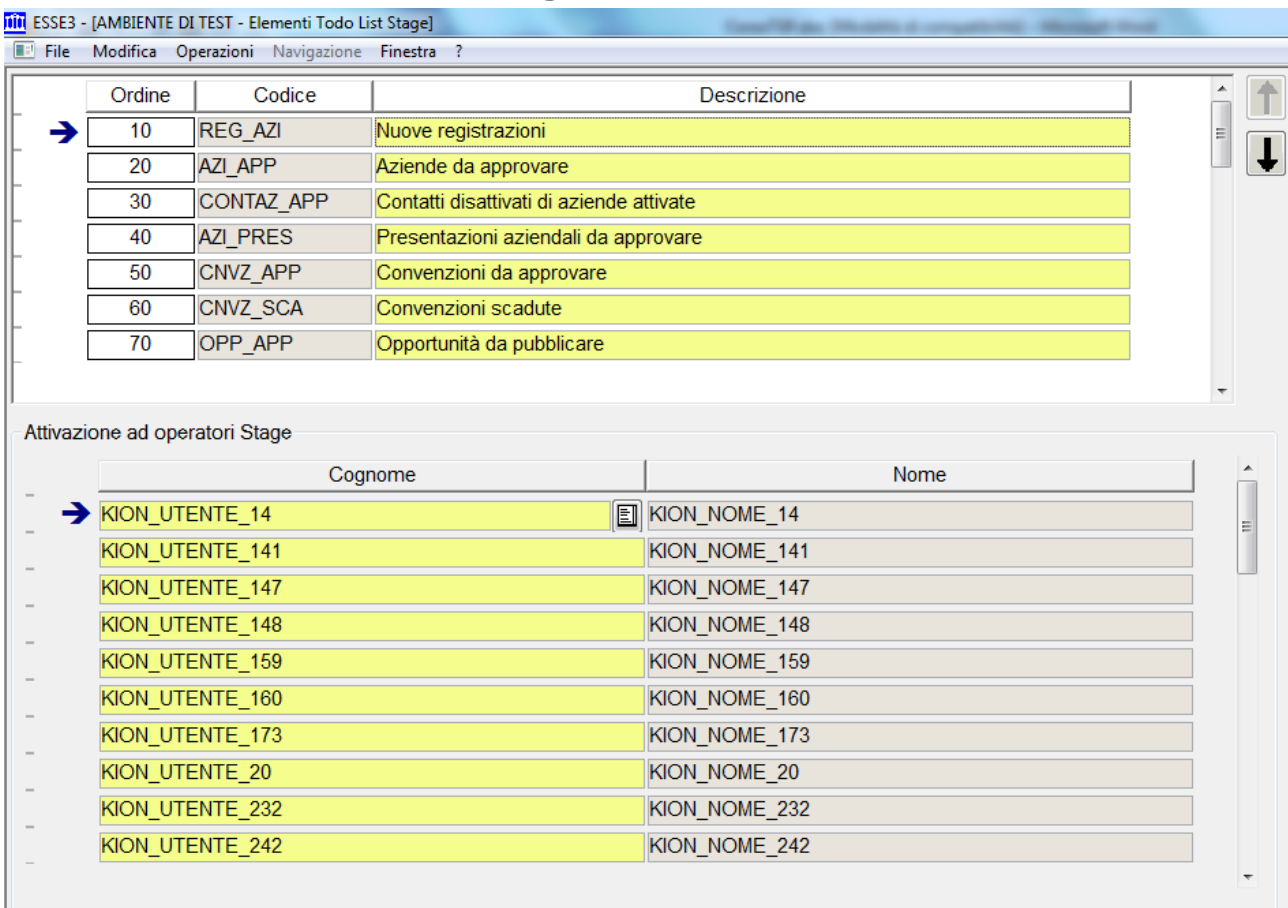 ESSE3 - [AMBIENTE DI TEST - Elementi Todo List Stage]
File Modifica Operazioni Navigazione Finestra ?
Ordine Codice Descrizione
10 REG_AZI Nuove registrazioni
20 AZI_APP Aziende da approvare
30 CONTAZ_APP Contatti disattivati di aziende attivate
40 AZI_PRES Presentazioni aziendali da approvare
50 CNVZ_APP Convenzioni da approvare
60 CNVZ_SCA Convenzioni scadute
70 OPP_APP Opportunità da pubblicare
Attivazione ad operatori Stage
Cognome Nome
KION_UTENTE_14 KION_NOME_14
KION_UTENTE_141 KION_NOME_141
KION_UTENTE_147 KION_NOME_147
KION_UTENTE_148 KION_NOME_148
KION_UTENTE_159 KION_NOME_159
KION_UTENTE_160 KION_NOME_160
KION_UTENTE_173 KION_NOME_173
KION_UTENTE_20 KION_NOME_20
KION_UTENTE_232 KION_NOME_232
KION_UTENTE_242 KION_NOME_242